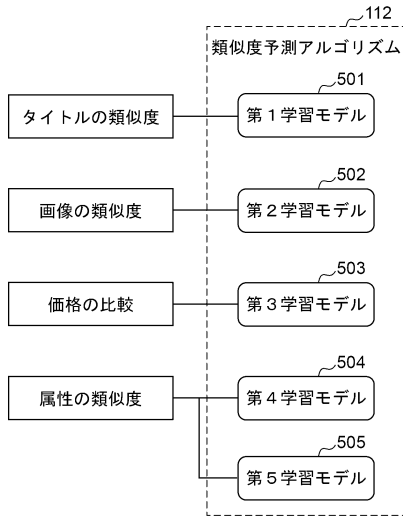 112
類似度予測アルゴリズム
501
タイトルの類似度
第1学習モデル
502
画像の類似度
第2学習モデル
503
価格の比較
第3学習モデル
504
属性の類似度
第4学習モデル
505
第5学習モデル